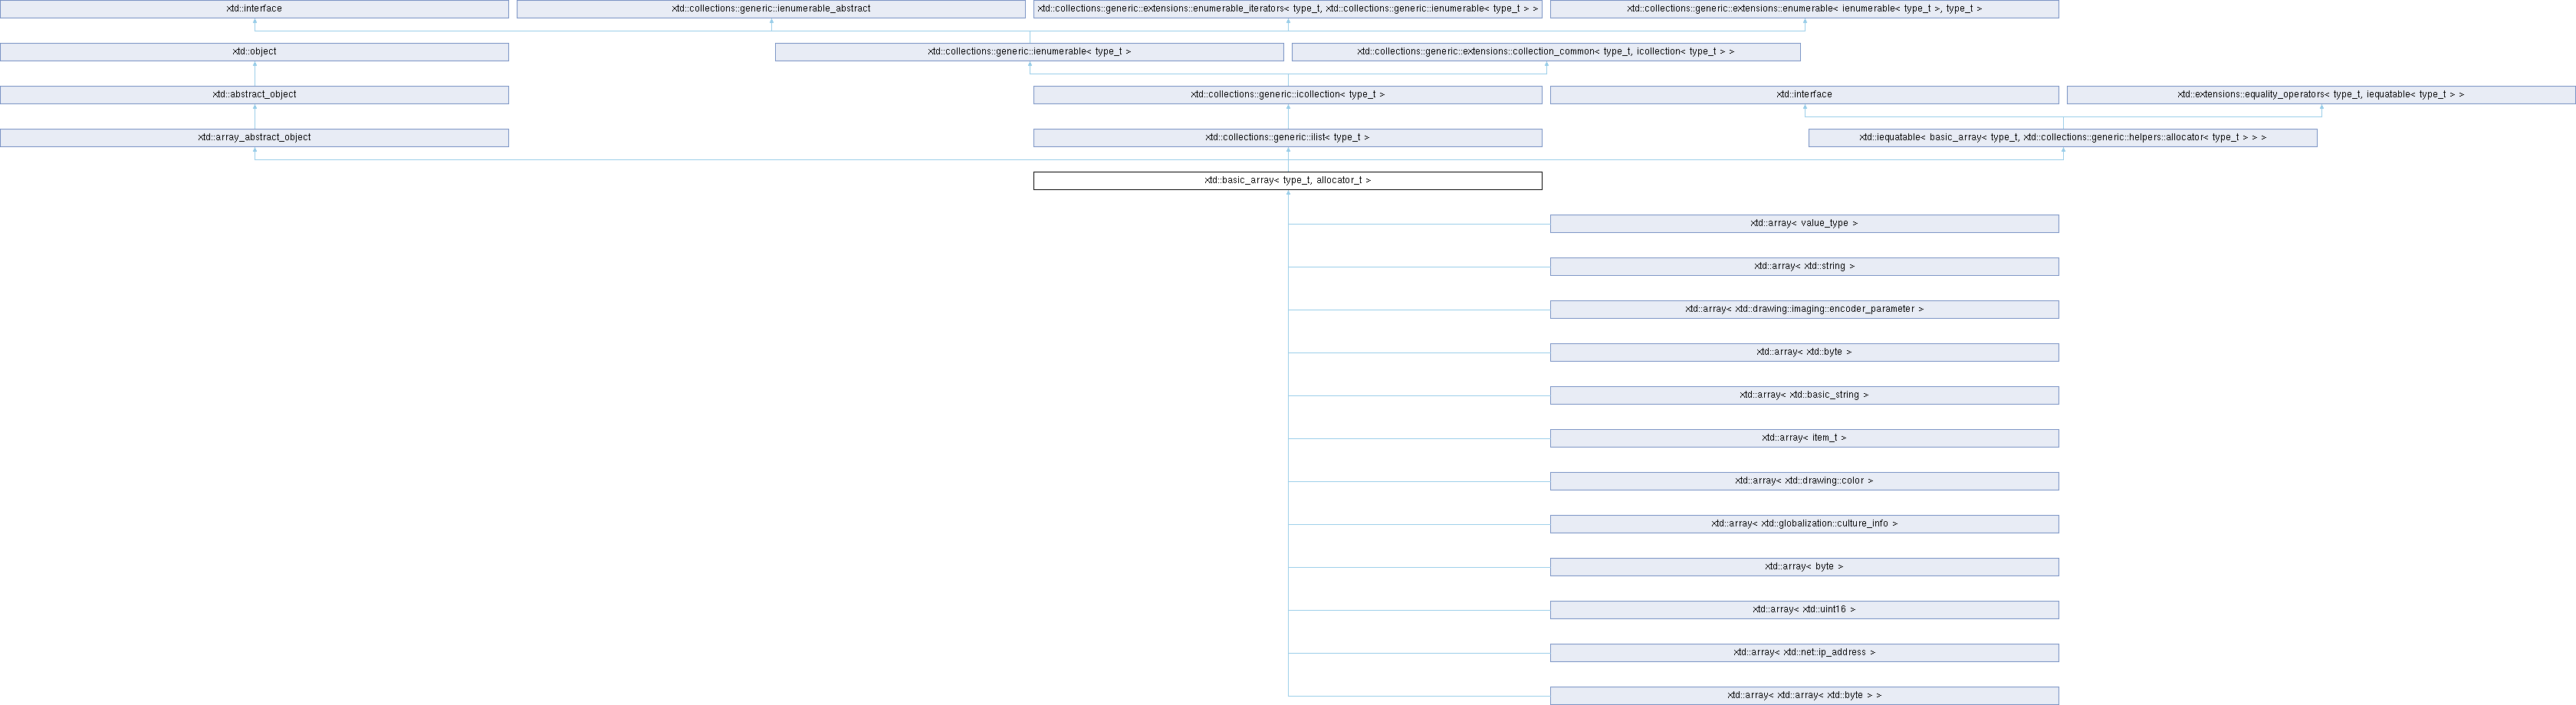 xtd::interface
xtd::collections::generic::ienumerable_abstract
xtd::collections::generic::extensions::enumerable_iterators< type_t, xtd::collections::generic::ienumerable< type_t > >
xtd::collections::generic::extensions::enumerable< ienumerable< type_t >, type_t >
xtd::object
xtd::collections::generic::ienumerable< type_t >
xtd::collections::generic::extensions::collection_common< type_t, icollection< type_t > >
xtd::abstract_object
xtd::collections::generic::icollection< type_t >
xtd::interface
xtd::extensions::equality_operators< type_t, iequatable< type_t > >
xtd::array_abstract_object
xtd::collections::generic::ilist< type_t >
xtd::iequatable< basic_array< type_t, xtd::collections::generic::helpers::allocator< type_t > > >
xtd::basic_array< type_t, allocator_t >
xtd::array< value_type >
xtd::array< xtd::string >
xtd::array< xtd::drawing::imaging::encoder_parameter >
xtd::array< xtd::byte >
xtd::array< xtd::basic_string >
xtd::array< item_t >
xtd::array< xtd::drawing::color >
xtd::array< xtd::globalization::culture_info >
xtd::array< byte >
xtd::array< xtd::uint16 >
xtd::array< xtd::net::ip_address >
xtd::array< xtd::array< xtd::byte > >